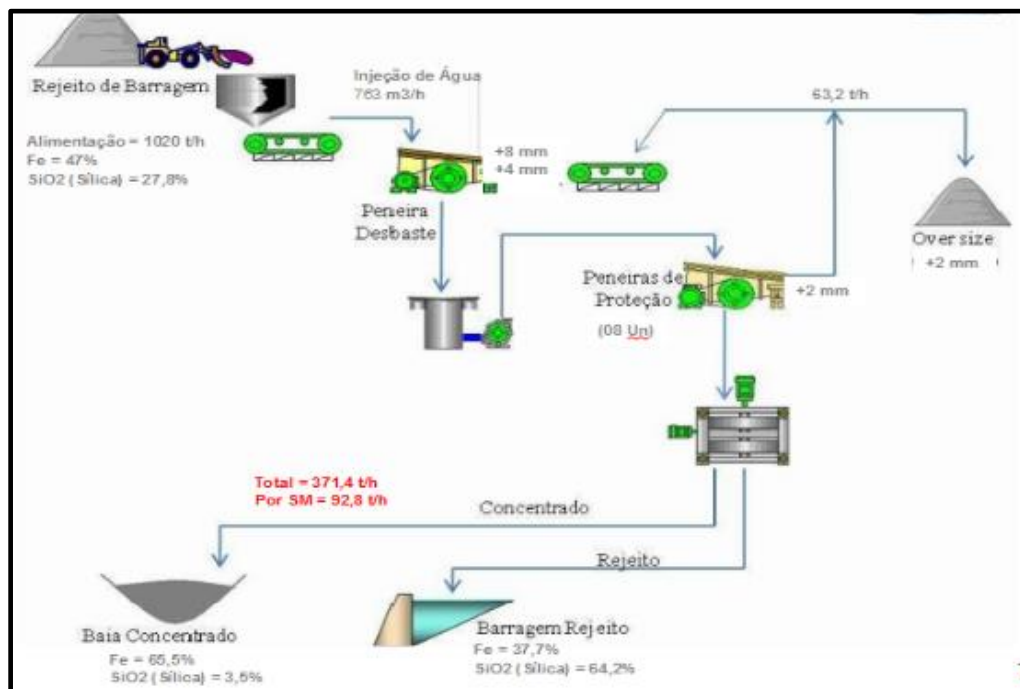 Rejeito de Barragem
Injeção de Água
763 m3/h
63,2 t/h
Alimentação = 1020 t/h
Fe = 47%
SiO2 ( Sílica) = 27,8%
+8 mm
+4 mm
Peneira
Desbaste
Over size
+2 mm
Peneiras de
Proteção
(08 Un)
+2 mm
Total = 371,4 t/h
Por SM = 92,8 t/h
Concentrado
Rejeito
Baia Concentrado
Fe = 65,5%
SiO2 ( Sílica) = 3,5%
Barragem Rejeito
Fe = 37,7%
SiO2 ( Sílica) = 64,2%